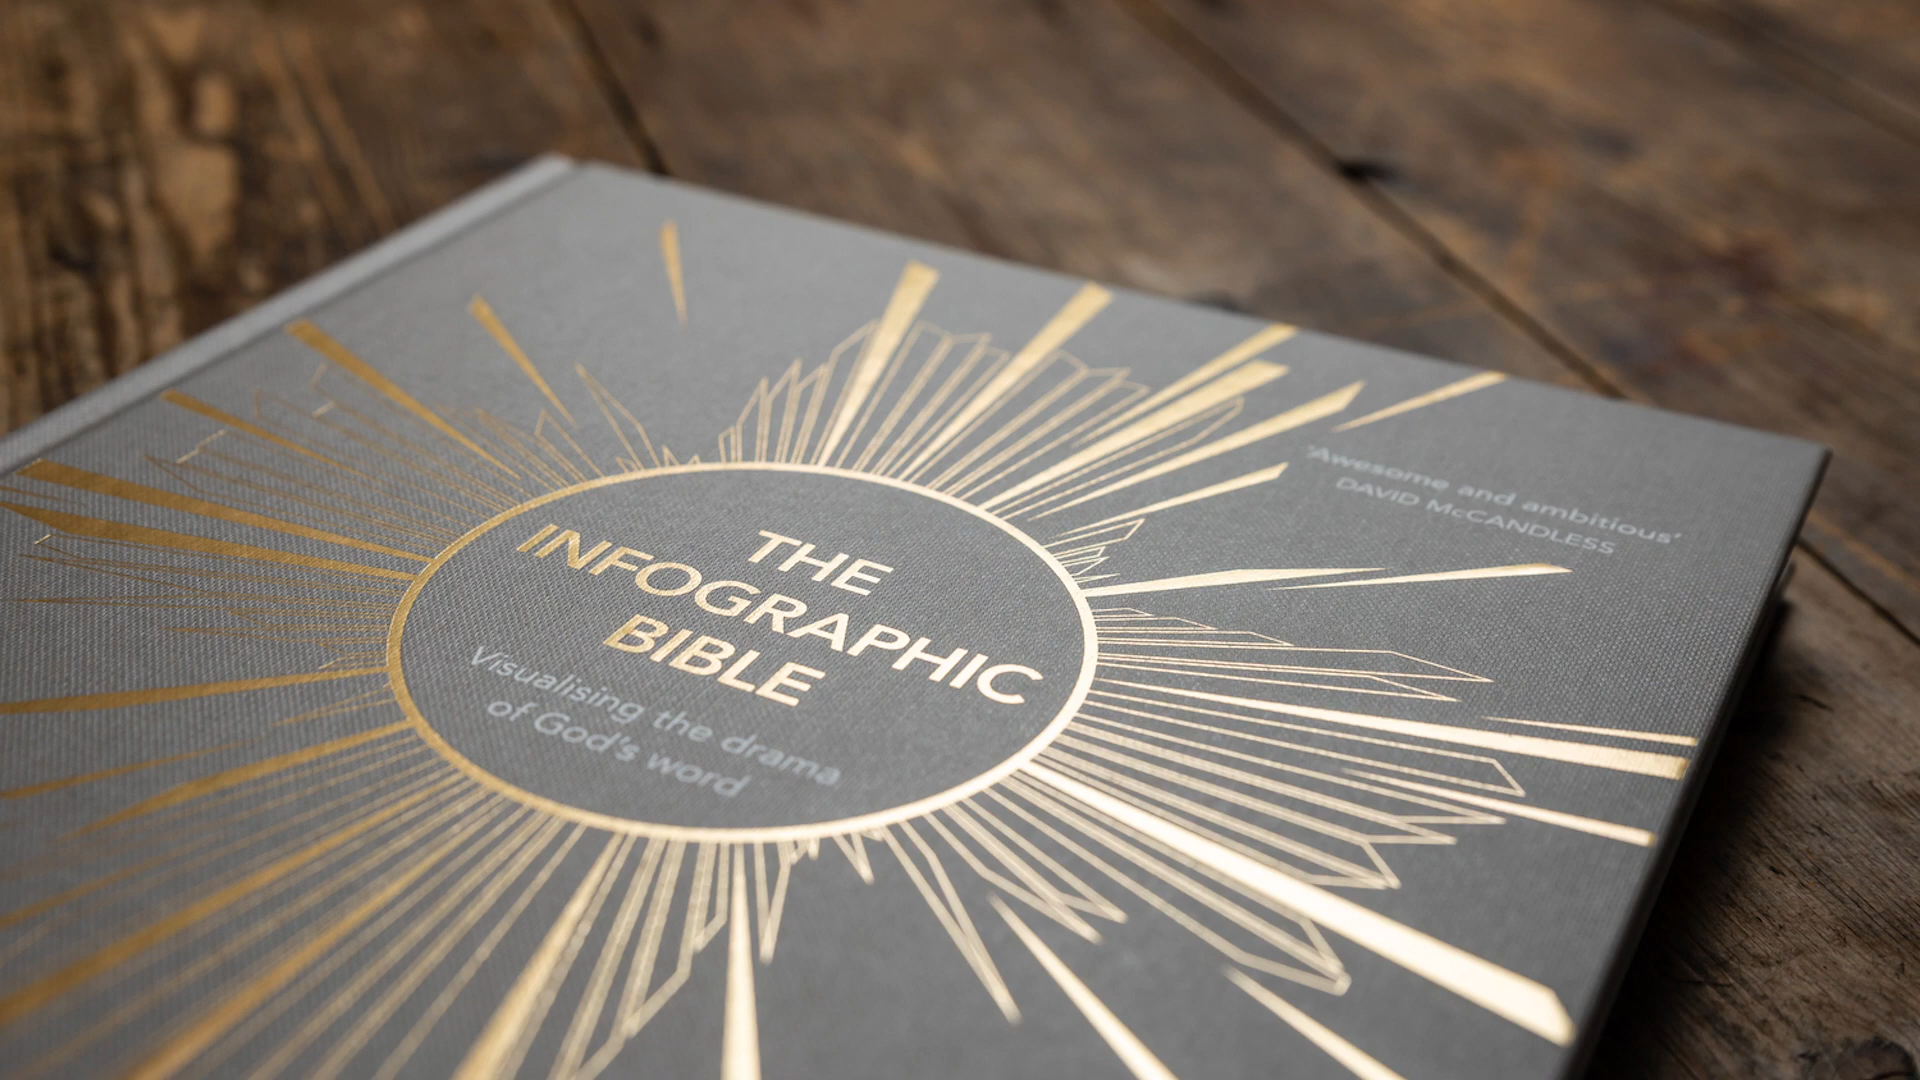 THE
INFOGRAPHIC
BIBLE
Visualising the drama
of God's word
'Awesome and ambitious'
DAVID McCANDLESS